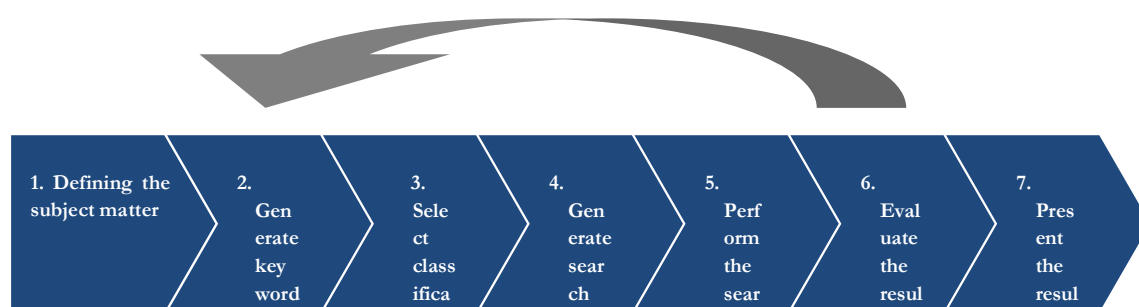 1. Defining the
subject matter
2.
Gen
erate
key
word
3.
Sele
ct
class
ifica
4.
Gen
erate
sear
ch
5.
Perf
orm
the
sear
6.
Eval
uate
the
resul
7.
Pres
ent
the
resul